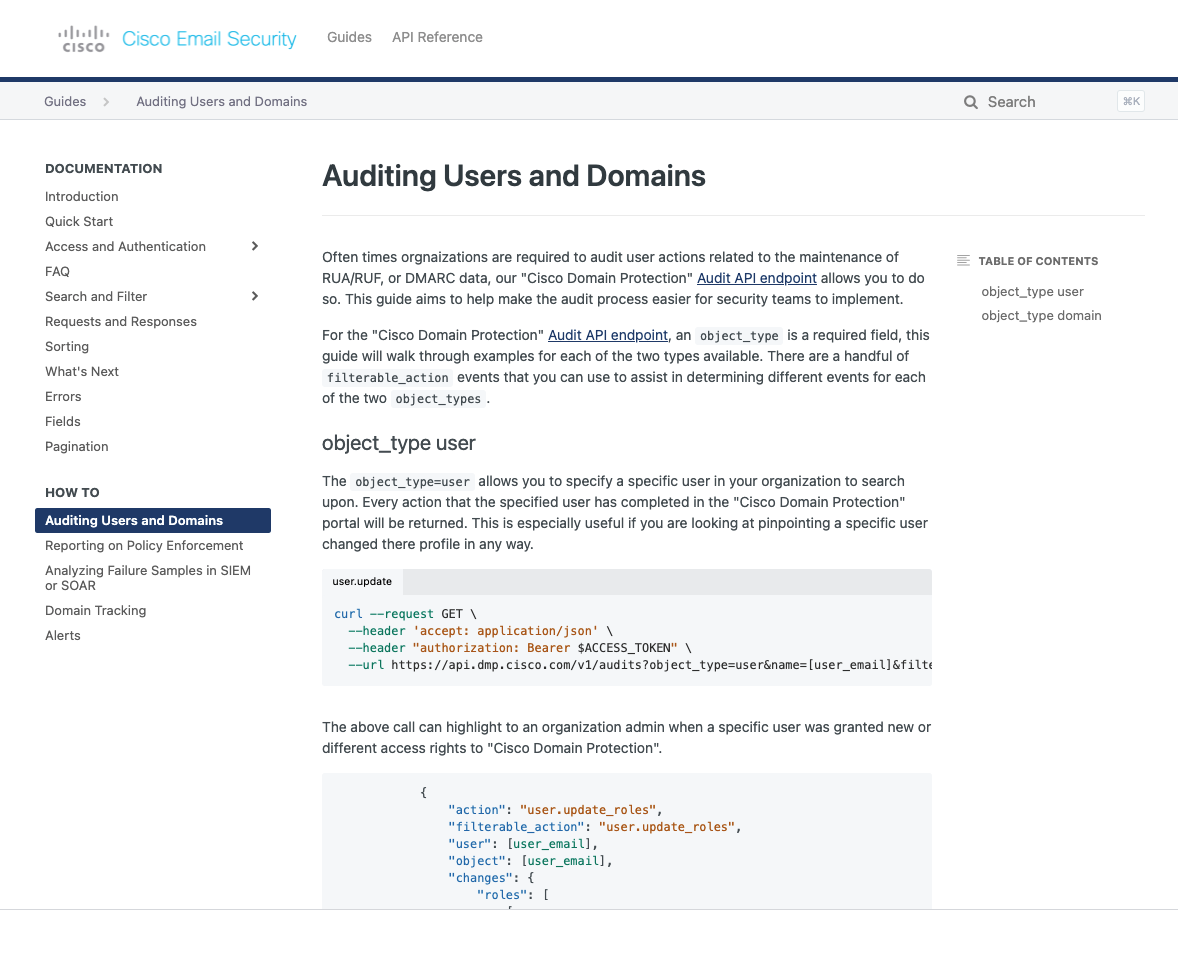 CISCO Cisco Email Security Guides API Reference
Guides Auditing Users and Domains Search ⌘K
DOCUMENTATION
Introduction
Quick Start
Access and Authentication
FAQ
Search and Filter
Requests and Responses
Sorting
What's Next
Errors
Fields
Pagination
HOW TO
Auditing Users and Domains
Reporting on Policy Enforcement
Analyzing Failure Samples in SIEM
or SOAR
Domain Tracking
Alerts
Auditing Users and Domains
Often times orgnaizations are required to audit user actions related to the maintenance of
RUA/RUF, or DMARC data, our "Cisco Domain Protection" Audit API endpoint allows you to do
so. This guide aims to help make the audit process easier for security teams to implement.
For the "Cisco Domain Protection" Audit API endpoint, an object_type is a required field, this
guide will walk through examples for each of the two types available. There are a handful of
filterable_action events that you can use to assist in determining different events for each
of the two object_types.
object_type user
The object_type=user allows you to specify a specific user in your organization to search
upon. Every action that the specified user has completed in the "Cisco Domain Protection"
portal will be returned. This is especially useful if you are looking at pinpointing a specific user
changed there profile in any way.
user.update
curl --request GET \
--header 'accept: application/json' \
--header "authorization: Bearer $ACCESS_TOKEN" \
--url https://api.dmp.cisco.com/v1/audits?object_type=user&name=[user_email]&filte
The above call can highlight to an organization admin when a specific user was granted new or
different access rights to "Cisco Domain Protection".
{
"action": "user.update_roles",
"filterable_action": "user.update_roles",
"user": [user_email],
"object": [user_email],
"changes": {
"roles": [
TABLE OF CONTENTS
object_type user
object_type domain